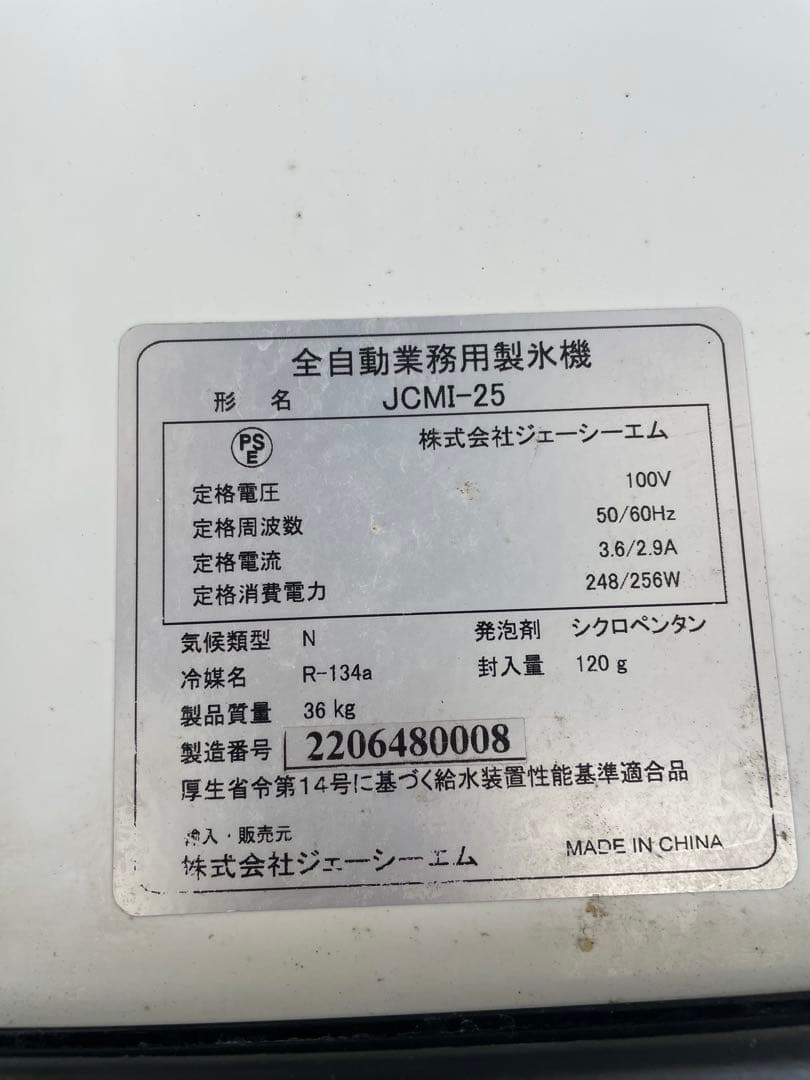 全自動業務用製氷機
形 名 JCMI-25
PSE 株式会社ジェーシーエム
定格電圧 100V
定格周波数 50/60Hz
定格電流 3.6/2.9A
定格消費電力 248/256W
気候類型 N 発泡剤 シクロペンタン
冷媒名 R-134a 封入量 120g
製品質量 36kg
製造番号 2206480008
厚生省令第14号に基づく給水装置性能基準適合品
輸入・販売元
株式会社ジェーシーエム MADE IN CHINA